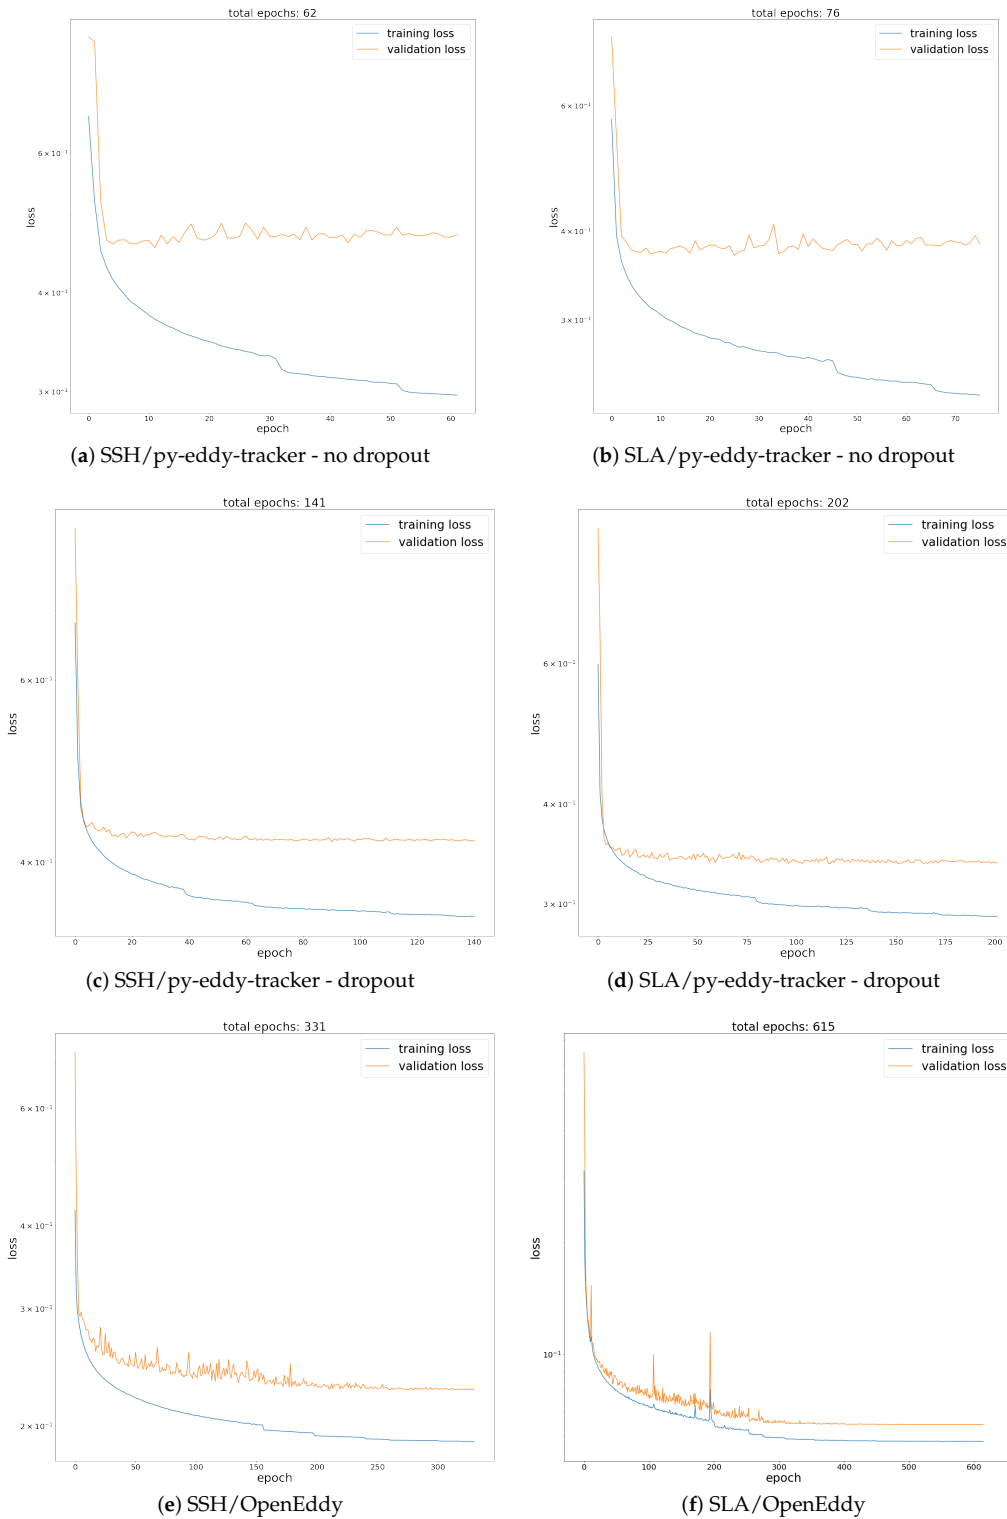 total epochs: 62
training loss
validation loss
6 × 10⁻¹
4 × 10⁻¹
3 × 10⁻¹
loss
0 10 20 30 40 50 60
epoch
(a) SSH/py-eddy-tracker - no dropout
total epochs: 76
training loss
validation loss
6 × 10⁻¹
4 × 10⁻¹
3 × 10⁻¹
loss
0 10 20 30 40 50 60 70
epoch
(b) SLA/py-eddy-tracker - no dropout
total epochs: 141
training loss
validation loss
6 × 10⁻¹
4 × 10⁻¹
loss
0 20 40 60 80 100 120 140
epoch
(c) SSH/py-eddy-tracker - dropout
total epochs: 202
training loss
validation loss
6 × 10⁻¹
4 × 10⁻¹
3 × 10⁻¹
loss
0 25 50 75 100 125 150 175 200
epoch
(d) SLA/py-eddy-tracker - dropout
total epochs: 331
training loss
validation loss
6 × 10⁻¹
4 × 10⁻¹
3 × 10⁻¹
2 × 10⁻¹
loss
0 50 100 150 200 250 300
epoch
(e) SSH/OpenEddy
total epochs: 615
training loss
validation loss
10⁻¹
loss
0 100 200 300 400 500 600
epoch
(f) SLA/OpenEddy